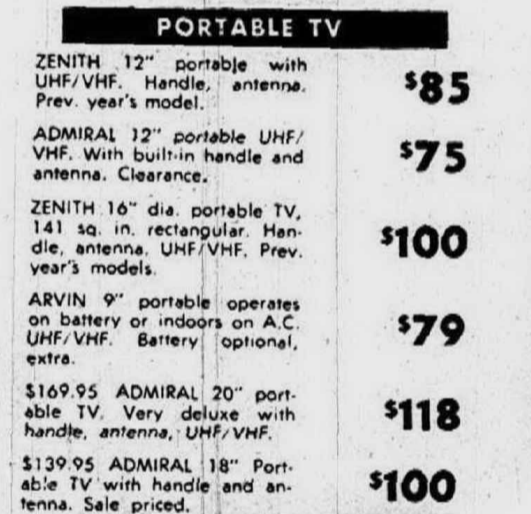 PORTABLE TV
ZENITH 12" portable with
UHF/VHF. Handle, antenna.
Prev. year's model.
$85
ADMIRAL 12" portable UHF/
VHF. With built-in handle and
antenna. Clearance.
$75
ZENITH 16" dia. portable TV,
141 sq. in. rectangular. Han-
dle, antenna, UHF/VHF. Prev.
year's models.
$100
ARVIN 9" portable operates
on battery or indoors on A.C.
UHF/VHF. Battery optional,
extra.
$79
$169.95 ADMIRAL 20" port-
able TV. Very deluxe with
handle, antenna, UHF/VHF.
$118
$139.95 ADMIRAL 18" Port-
able TV with handle and an-
tenna. Sale priced.
$100